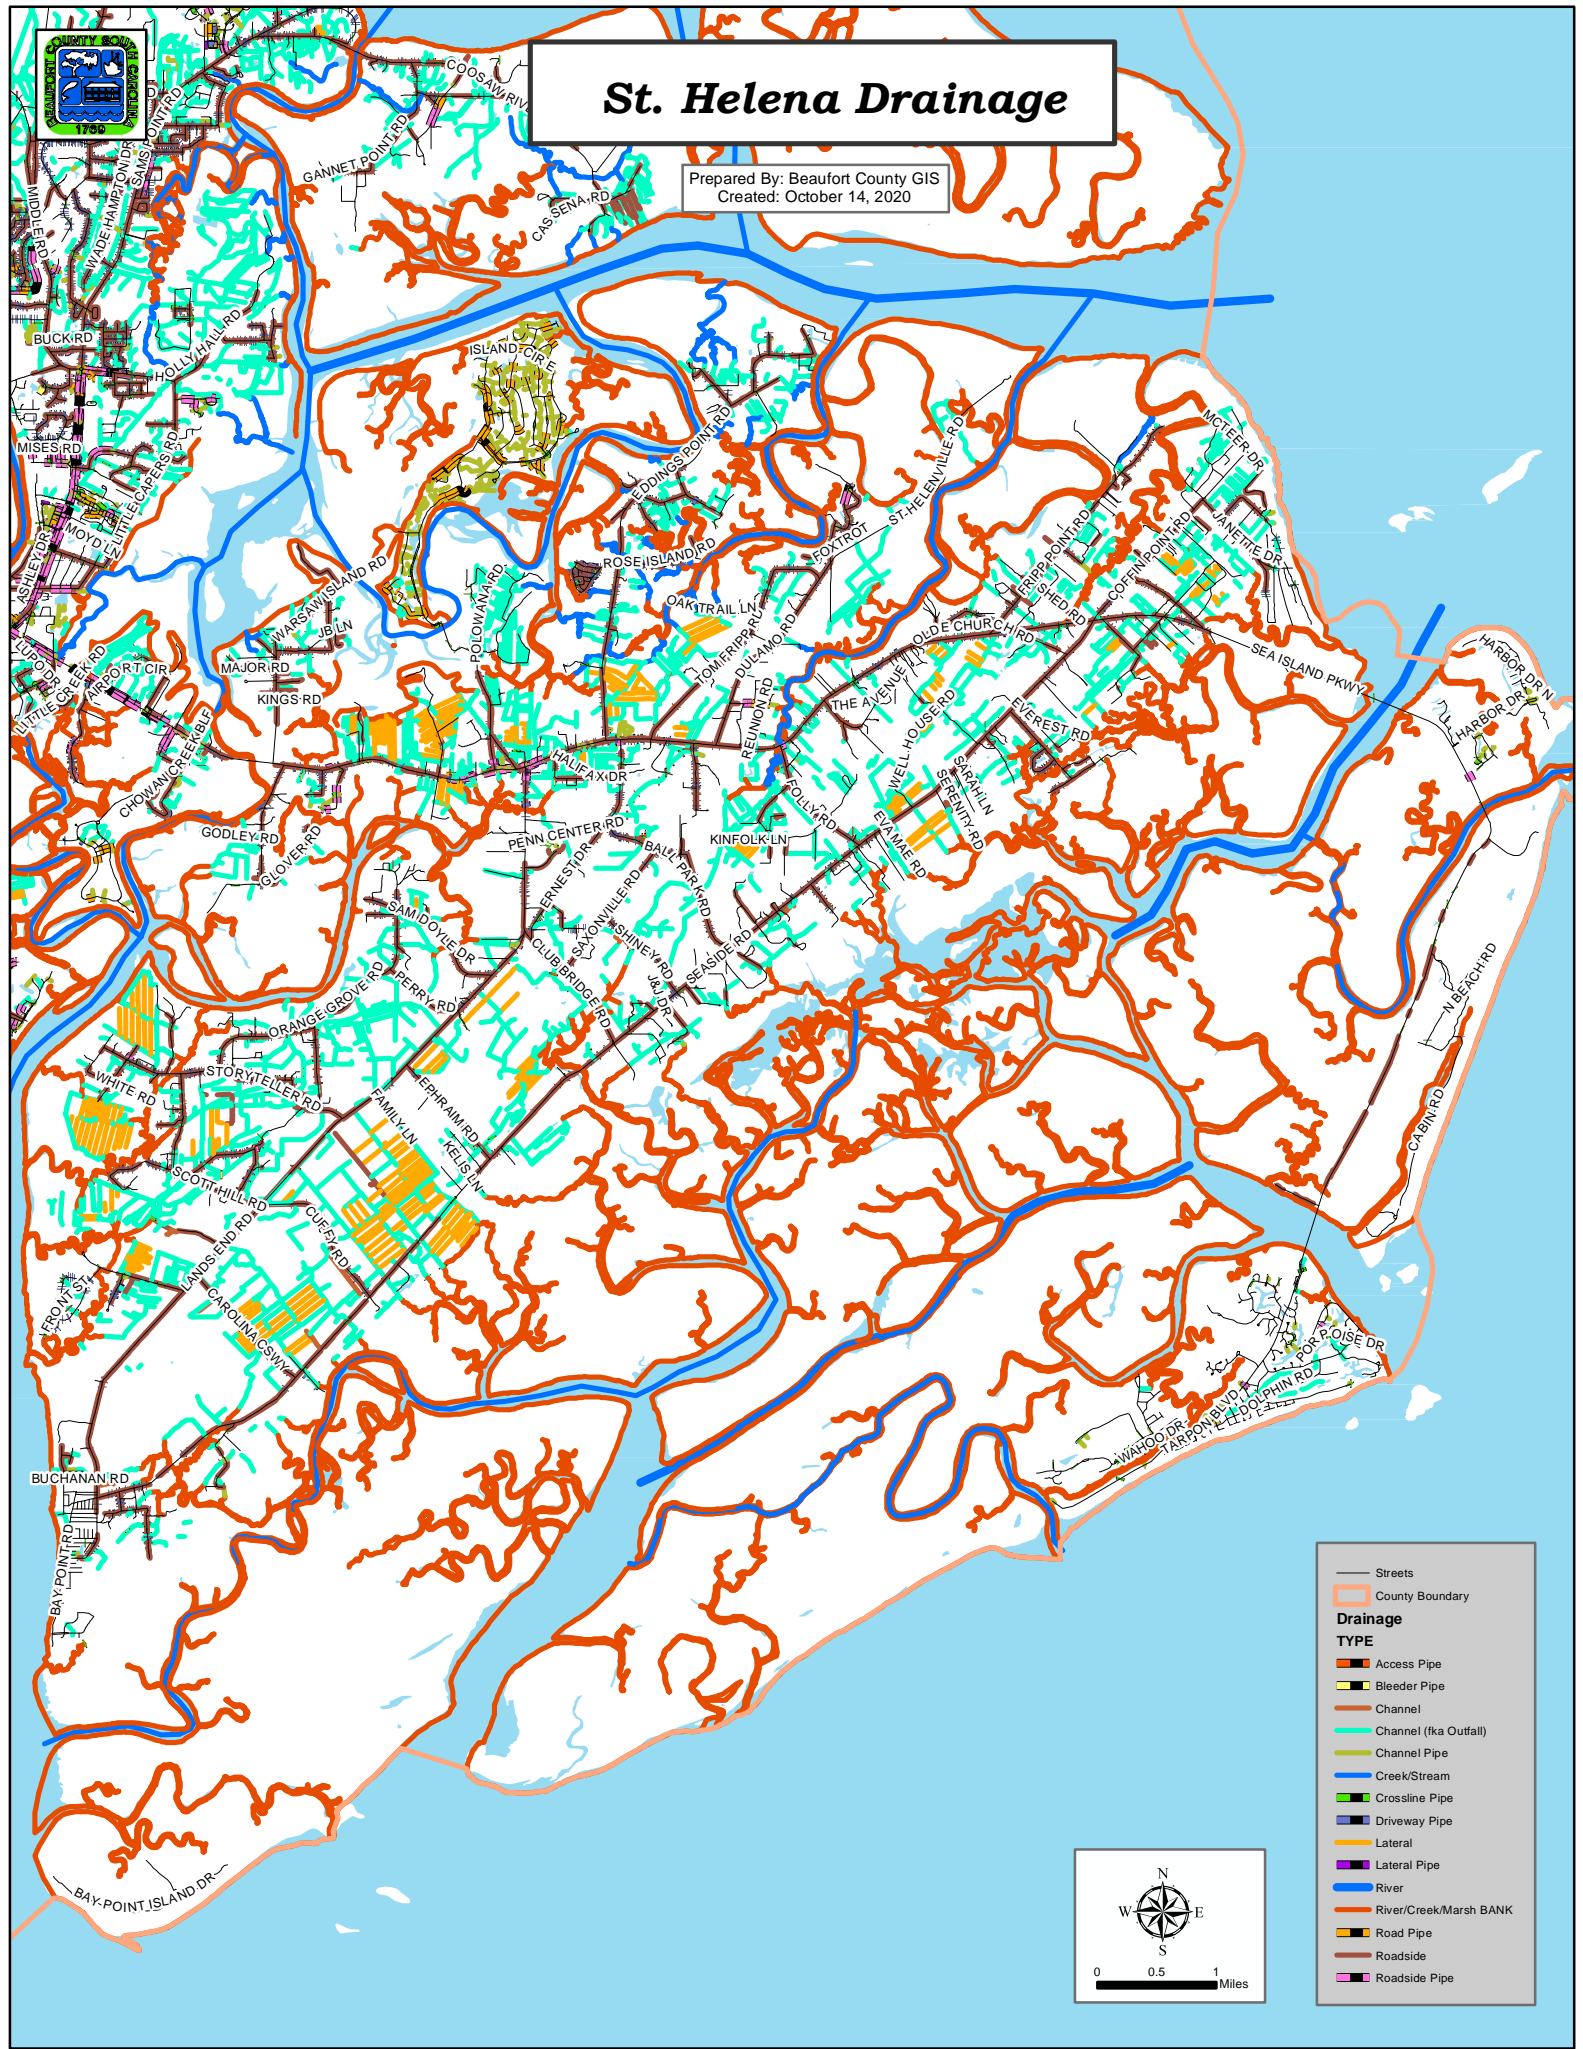 BEAUFORT COUNTY SOUTH CAROLINA
1769
St. Helena Drainage
Prepared By: Beaufort County GIS
Created: October 14, 2020
COOSAW RIV
SAMS POINT RD
WADE HAMPTON DR
MIDDLE RD
GANNET POINT RD
CASSENA RD
BUCK RD
HOLLY HALL RD
ISLAND CIR E
MISES RD
LITTLE CAPERS RD
MOYD LN
ASHLEY DR
EDDINGS POINT RD
ST HELENVILLE RD
MCTEER DR
JANETTE DR
FOXTROT
ROSE ISLAND RD
FRIPP POINT RD
COFFIN POINT RD
SHED RD
WARSAW ISLAND RD
JB LN
POLOWANA RD
OAK TRAIL LN
TOM FRIPP RD
DULAMO RD
OLDE CHURCH RD
SEA ISLAND PKWY
HARBOR DR N
HARBOR DR
LUTON DR
LITTLE CREEK RD
AIRPORT CIR
MAJOR RD
KINGS RD
THE AVENUE
REUNION RD
WELL HOUSE RD
EVEREST RD
CHOWAN CREEK BLF
HALIFAX DR
FOLLY RD
SARAH LN
SERENITY RD
EVA MAE RD
GODLEY RD
GLOVER RD
PENN CENTER RD
ERNEST DR
BALL PARK RD
KINFOLK LN
SAXONVILLE RD
SAM DOYLE DR
CLUB BRIDGE RD
SHINEY RD
J&J DR
SEASIDE RD
PERRY RD
ORANGE GROVE RD
N BEACH RD
STORYTELLER RD
WHITE RD
FAMILY LN
EPHRAIM RD
KELIS LN
CABIN RD
SCOTT HILL RD
CUFFY RD
LANDS END RD
FRONT ST
CAROLINA CSWY
PORPOISE DR
DOLPHIN RD
TARPON BLVD
WAHOO DR
BUCHANAN RD
BAY POINT RD
BAY POINT ISLAND DR
N
W E
S
0 0.5 1
Miles
Streets
County Boundary
Drainage
TYPE
Access Pipe
Bleeder Pipe
Channel
Channel (fka Outfall)
Channel Pipe
Creek/Stream
Crossline Pipe
Driveway Pipe
Lateral
Lateral Pipe
River
River/Creek/Marsh BANK
Road Pipe
Roadside
Roadside Pipe